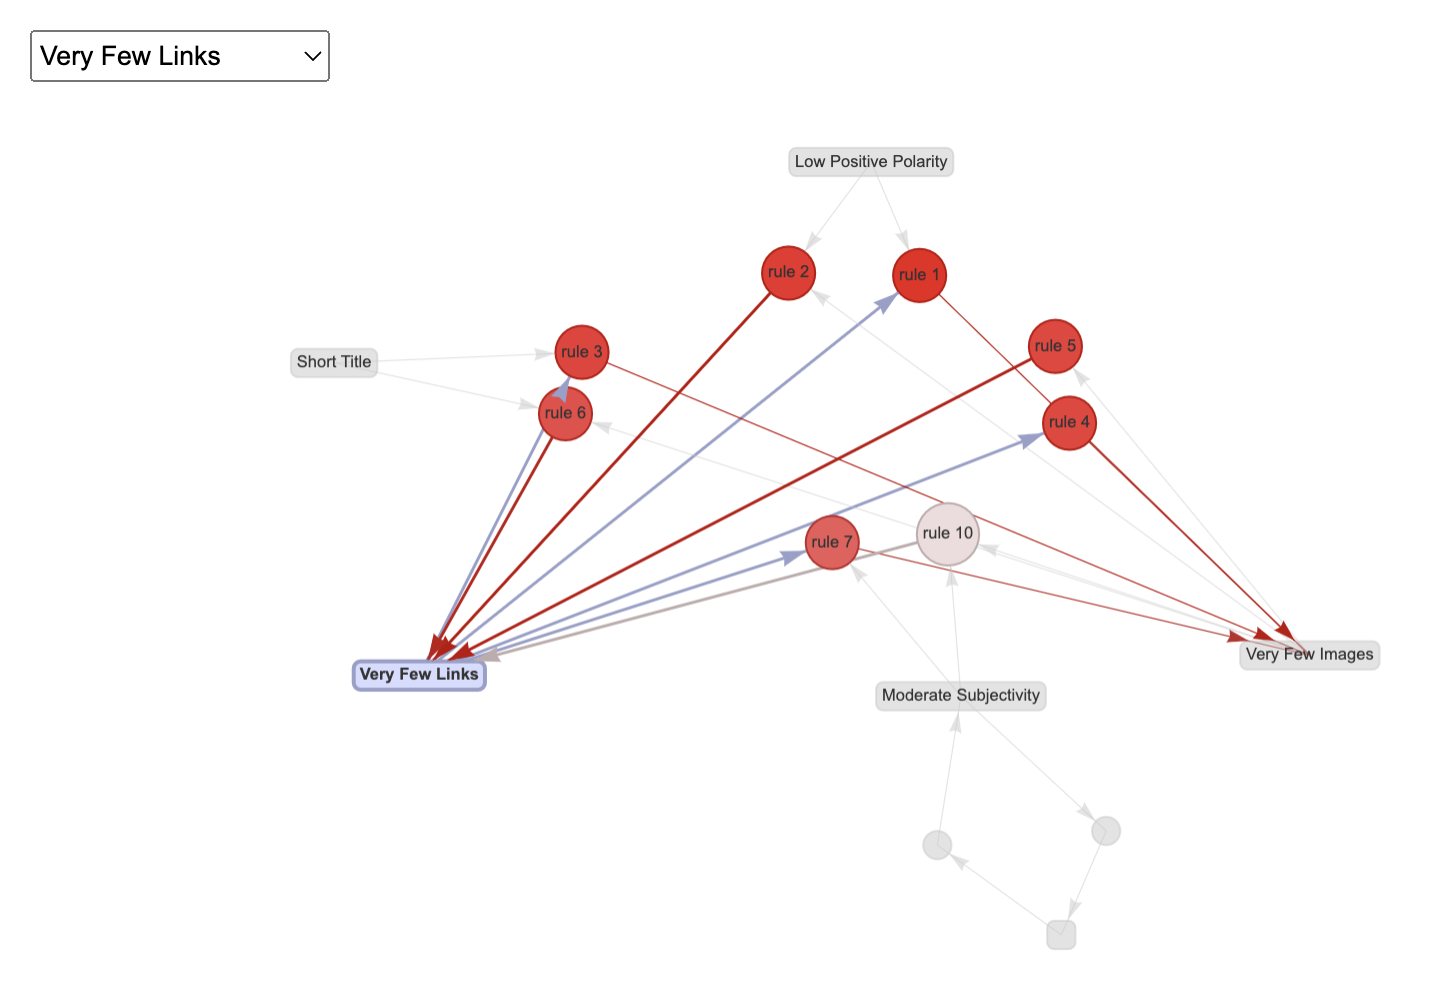 Very Few Links
Low Positive Polarity
rule 2
rule 1
rule 5
rule 3
Short Title
rule 6
rule 4
rule 10
rule 7
Very Few Images
Very Few Links
Moderate Subjectivity